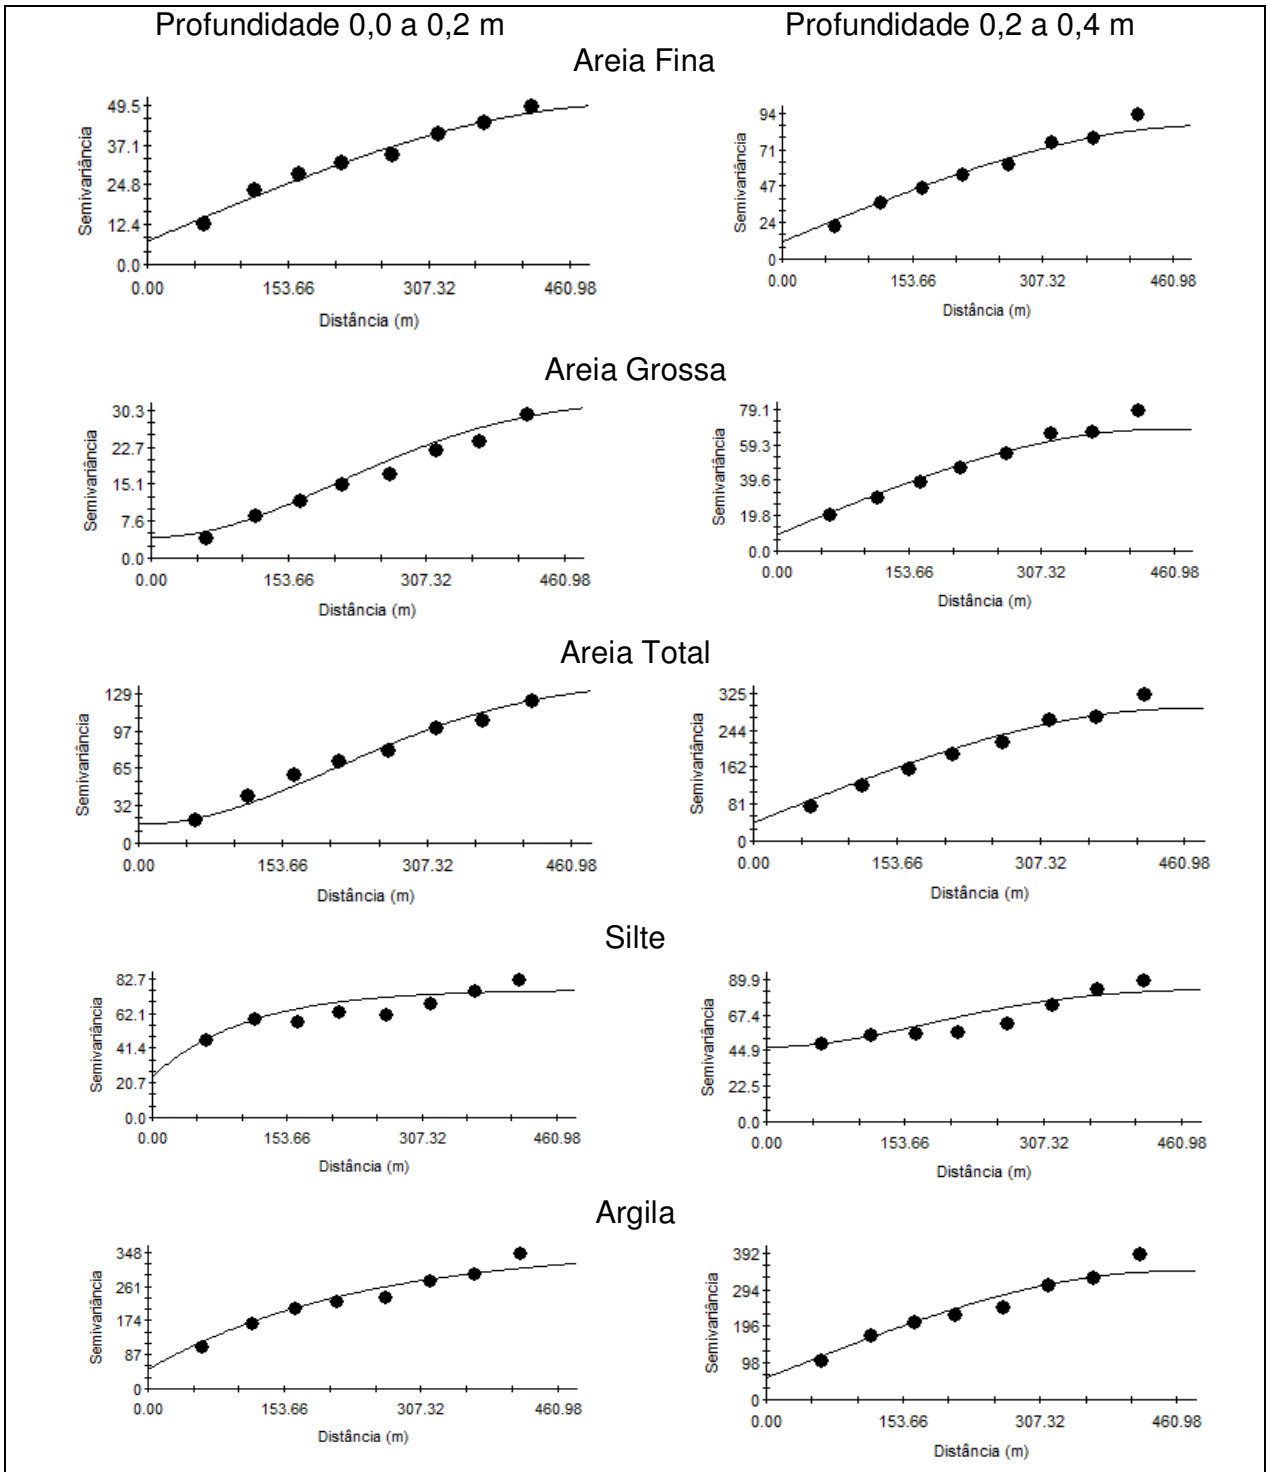 Profundidade 0,0 a 0,2 m Profundidade 0,2 a 0,4 m
Areia Fina
Semivariância
49.5
37.1
24.8
12.4
0.0
0.00 153.66 307.32 460.98
Distância (m)
Semivariância
94
71
47
24
0
0.00 153.66 307.32 460.98
Distância (m)
Areia Grossa
Semivariância
30.3
22.7
15.1
7.6
0.0
0.00 153.66 307.32 460.98
Distância (m)
Semivariância
79.1
59.3
39.6
19.8
0.0
0.00 153.66 307.32 460.98
Distância (m)
Areia Total
Semivariância
129
97
65
32
0
0.00 153.66 307.32 460.98
Distância (m)
Semivariância
325
244
162
81
0
0.00 153.66 307.32 460.98
Distância (m)
Silte
Semivariância
82.7
62.1
41.4
20.7
0.0
0.00 153.66 307.32 460.98
Distância (m)
Semivariância
89.9
67.4
44.9
22.5
0.0
0.00 153.66 307.32 460.98
Distância (m)
Argila
Semivariância
348
261
174
87
0
0.00 153.66 307.32 460.98
Distância (m)
Semivariância
392
294
196
98
0
0.00 153.66 307.32 460.98
Distância (m)